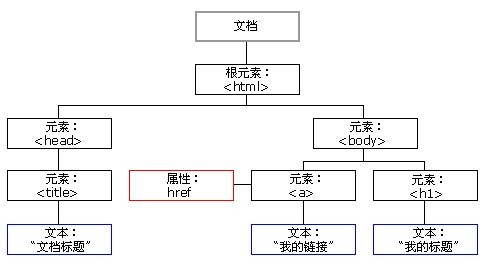 文档
根元素：
<html>
元素：
<head>
元素：
<body>
元素：
<title>
属性：
href
元素：
<a>
元素：
<h1>
文本：
“文档标题”
文本：
“我的链接”
文本：
“我的标题”